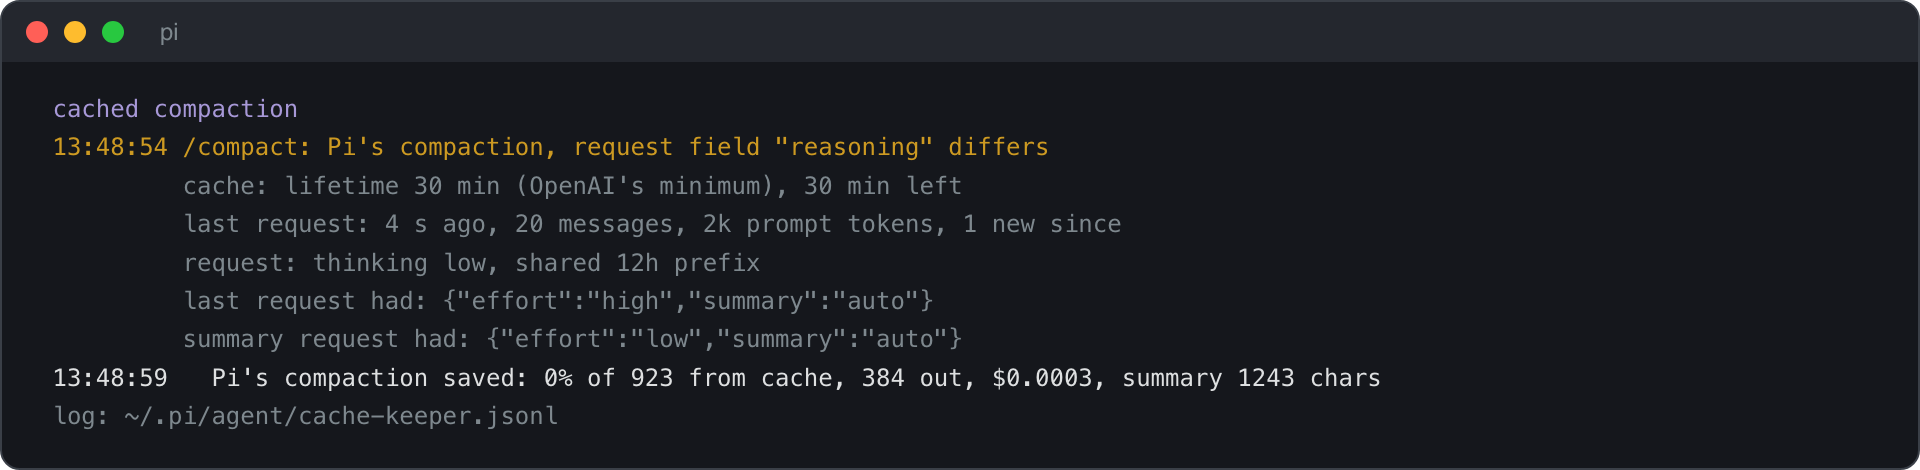 pi
cached compaction
13:48:54 /compact: Pi's compaction, request field "reasoning" differs
cache: lifetime 30 min (OpenAI's minimum), 30 min left
last request: 4 s ago, 20 messages, 2k prompt tokens, 1 new since
request: thinking low, shared 12h prefix
last request had: {"effort":"high","summary":"auto"}
summary request had: {"effort":"low","summary":"auto"}
13:48:59   Pi's compaction saved: 0% of 923 from cache, 384 out, $0.0003, summary 1243 chars
log: ~/.pi/agent/cache-keeper.jsonl